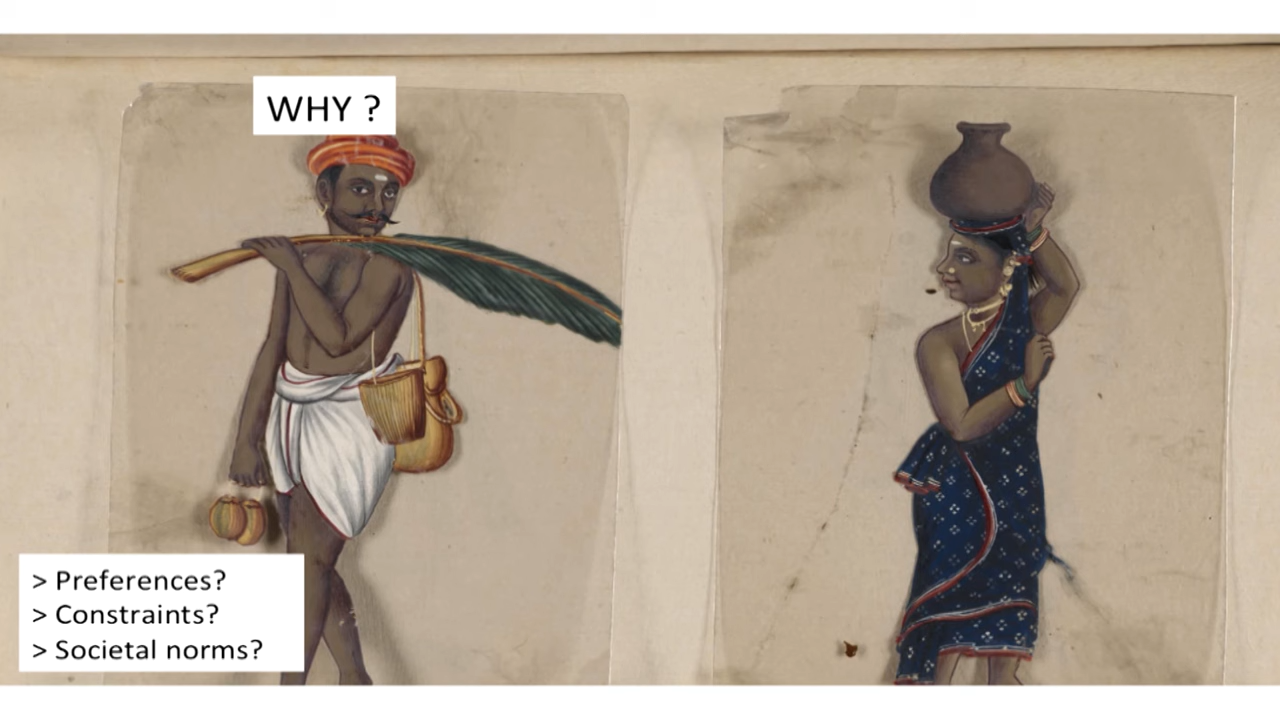 WHY ?
> Preferences?
> Constraints?
> Societal norms?